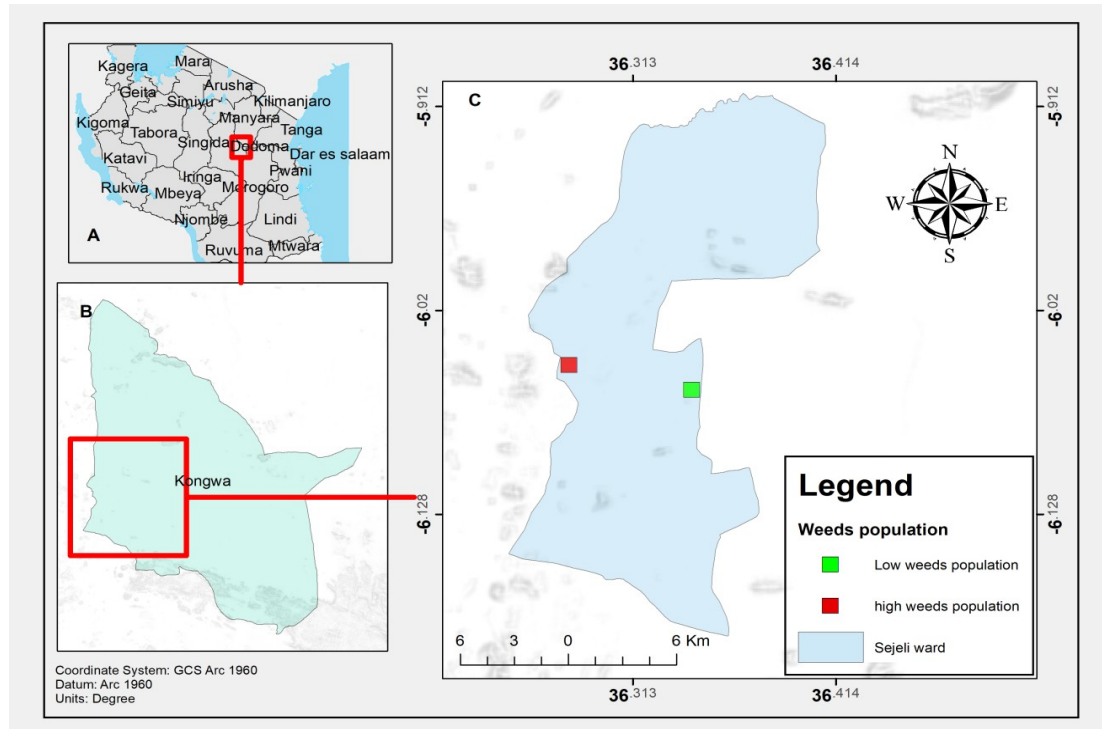 Kagera
Mara
Geita
Simiyu
Arusha
Kilimanjaro
Manyara
Kigoma
Tabora
Singida
Dodoma
Tanga
Dar es salaam
Katavi
Pwani
Rukwa
Mbeya
Iringa
Morogoro
Njombe
Lindi
Ruvuma
Mtwara
A
B
Kongwa
Coordinate System: GCS Arc 1960
Datum: Arc 1960
Units: Degree
36.313
36.414
C
-5.912
-5.912
N
W
E
S
-6.02
-6.02
-6.128
-6.128
Legend
Weeds population
Low weeds population
high weeds population
Sejeli ward
6 3 0 6 Km
36.313
36.414